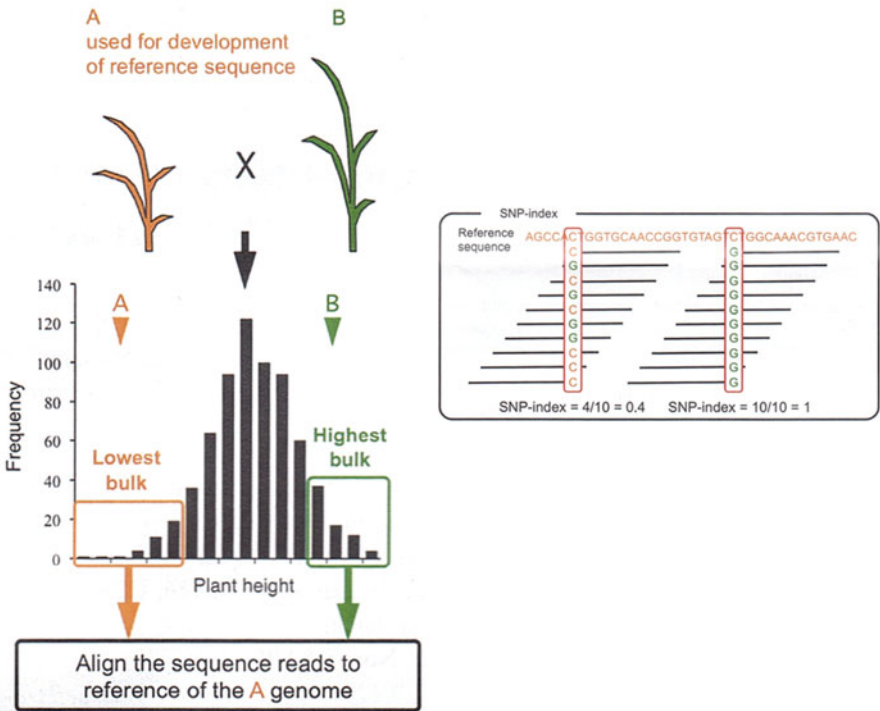 A
used for development
of reference sequence
B
X
140
120
100
80
60
40
20
0
Frequency
A
B
Lowest
bulk
Highest
bulk
Plant height
Align the sequence reads to
reference of the A genome
SNP-index
Reference
sequence
AGCCACTGGTGCAACCGGTGTAGTCTGGCAAACGTGAAC
C G
G G
C G
G G
C G
G G
G G
C G
C G
C G
SNP-index = 4/10 = 0.4 SNP-index = 10/10 = 1